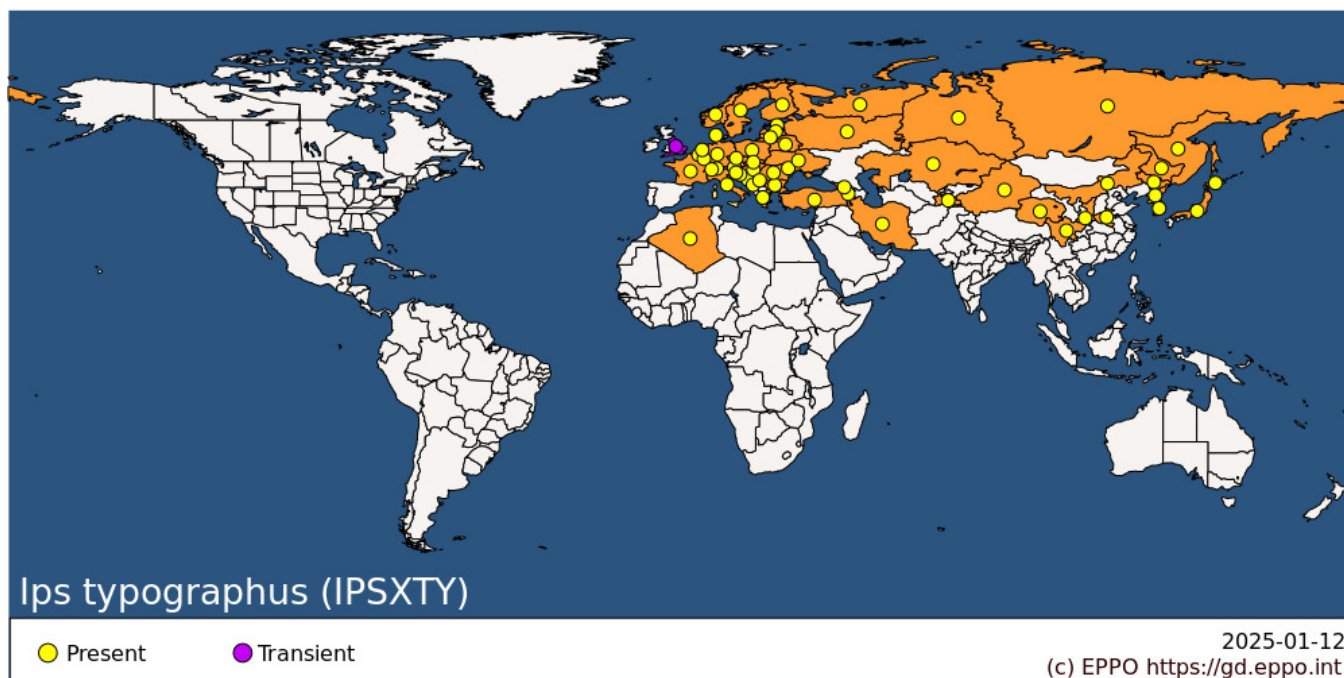 Ips typographus (IPSXTY)
Present
Transient
2025-01-12
(c) EPPO https://gd.eppo.int